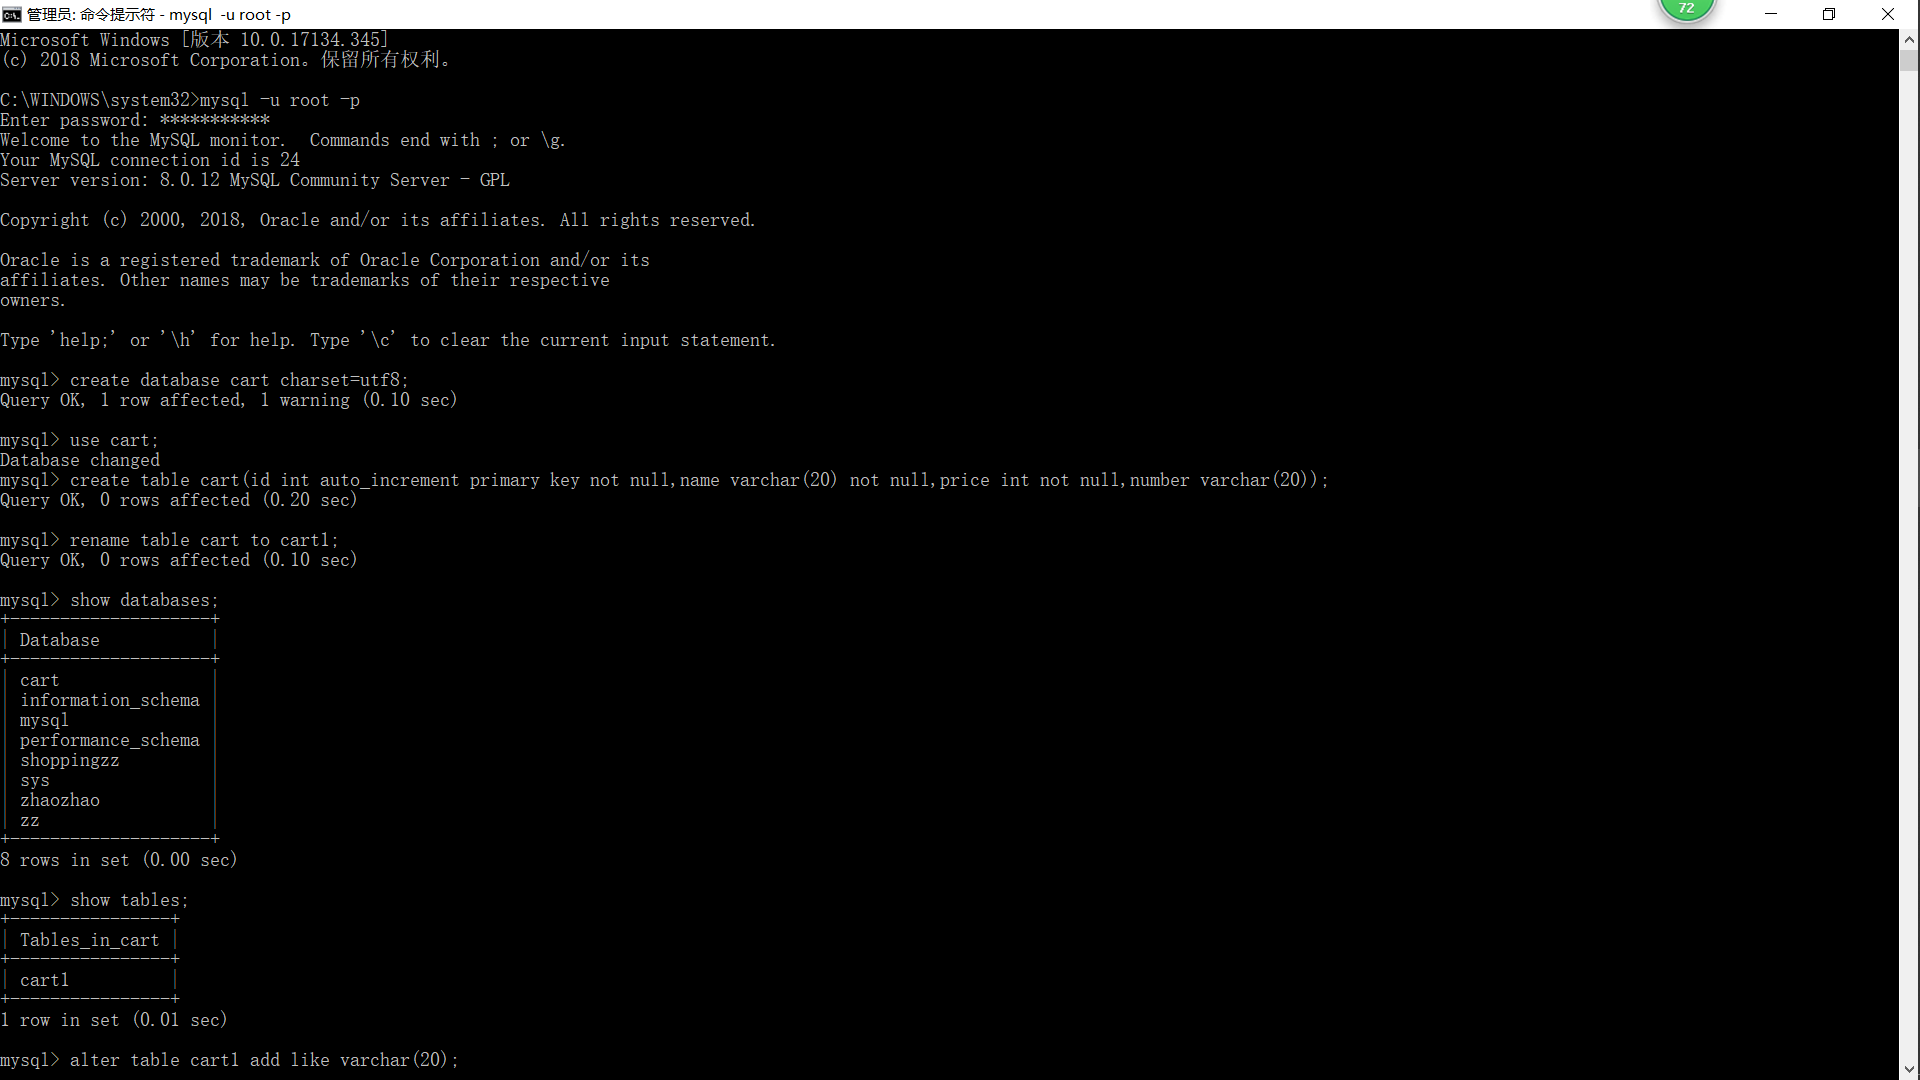 管理员: 命令提示符 - mysql  -u root -p
72
Microsoft Windows [版本 10.0.17134.345]
(c) 2018 Microsoft Corporation。保留所有权利。
C:\WINDOWS\system32>mysql -u root -p
Enter password: ***********
Welcome to the MySQL monitor.  Commands end with ; or \g.
Your MySQL connection id is 24
Server version: 8.0.12 MySQL Community Server - GPL
Copyright (c) 2000, 2018, Oracle and/or its affiliates. All rights reserved.
Oracle is a registered trademark of Oracle Corporation and/or its
affiliates. Other names may be trademarks of their respective
owners.
Type 'help;' or '\h' for help. Type '\c' to clear the current input statement.
mysql> create database cart charset=utf8;
Query OK, 1 row affected, 1 warning (0.10 sec)
mysql> use cart;
Database changed
mysql> create table cart(id int auto_increment primary key not null,name varchar(20) not null,price int not null,number varchar(20));
Query OK, 0 rows affected (0.20 sec)
mysql> rename table cart to cart1;
Query OK, 0 rows affected (0.10 sec)
mysql> show databases;
+--------------------+
| Database           |
+--------------------+
| cart               |
| information_schema |
| mysql              |
| performance_schema |
| shoppingzz         |
| sys                |
| zhaozhao           |
| zz                 |
+--------------------+
8 rows in set (0.00 sec)
mysql> show tables;
+----------------+
| Tables_in_cart |
+----------------+
| cart1          |
+----------------+
1 row in set (0.01 sec)
mysql> alter table cart1 add like varchar(20);